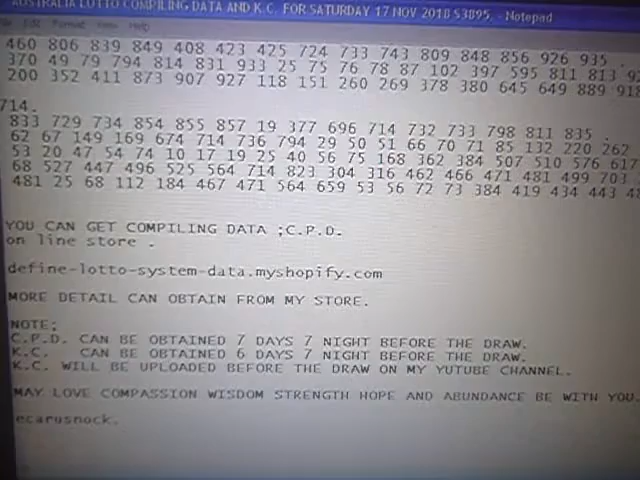 AUSTRALIA LOTTO COMPILING DATA AND K.C. FOR SATURDAY 17 NOV 2018 S3895, - Notepad
File Edit Format View Help
460 806 839 849 408 423 425 724 733 743 809 848 856 926 935 .
370 49 79 794 814 831 933 25 75 76 78 87 102 397 595 811 813
200 352 411 873 907 927 118 151 260 269 378 380 645 649 889 918
714.
833 729 734 854 855 857 19 377 696 714 732 733 798 811 835 .
62 67 149 169 674 714 736 794 29 50 51 66 70 71 85 132 220 262
53 20 47 54 74 10 17 19 25 40 56 75 168 362 384 507 510 576 617
68 527 447 496 525 564 714 823 304 316 462 466 471 481 499 703
481 25 68 112 184 467 471 564 659 53 56 72 73 384 419 434 443
YOU CAN GET COMPILING DATA ;C.P.D.
on line store .
define-lotto-system-data.myshopify.com
MORE DETAIL CAN OBTAIN FROM MY STORE.
NOTE;
C.P.D. CAN BE OBTAINED 7 DAYS 7 NIGHT BEFORE THE DRAW.
K.C. CAN BE OBTAINED 6 DAYS 7 NIGHT BEFORE THE DRAW.
K.C. WILL BE UPLOADED BEFORE THE DRAW ON MY YUTUBE CHANNEL.
MAY LOVE COMPASSION WISDOM STRENGTH HOPE AND ABUNDANCE BE WITH YOU.
ecarusnock.